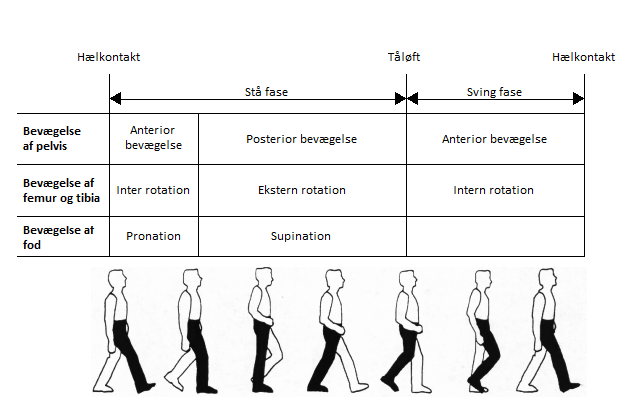 Hælkontakt
Tåløft
Hælkontakt
Stå fase
Sving fase
Bevægelse
af pelvis
Anterior
bevægelse
Posterior bevægelse
Anterior bevægelse
Bevægelse af
femur og tibia
Inter rotation
Ekstern rotation
Intern rotation
Bevægelse af
fod
Pronation
Supination